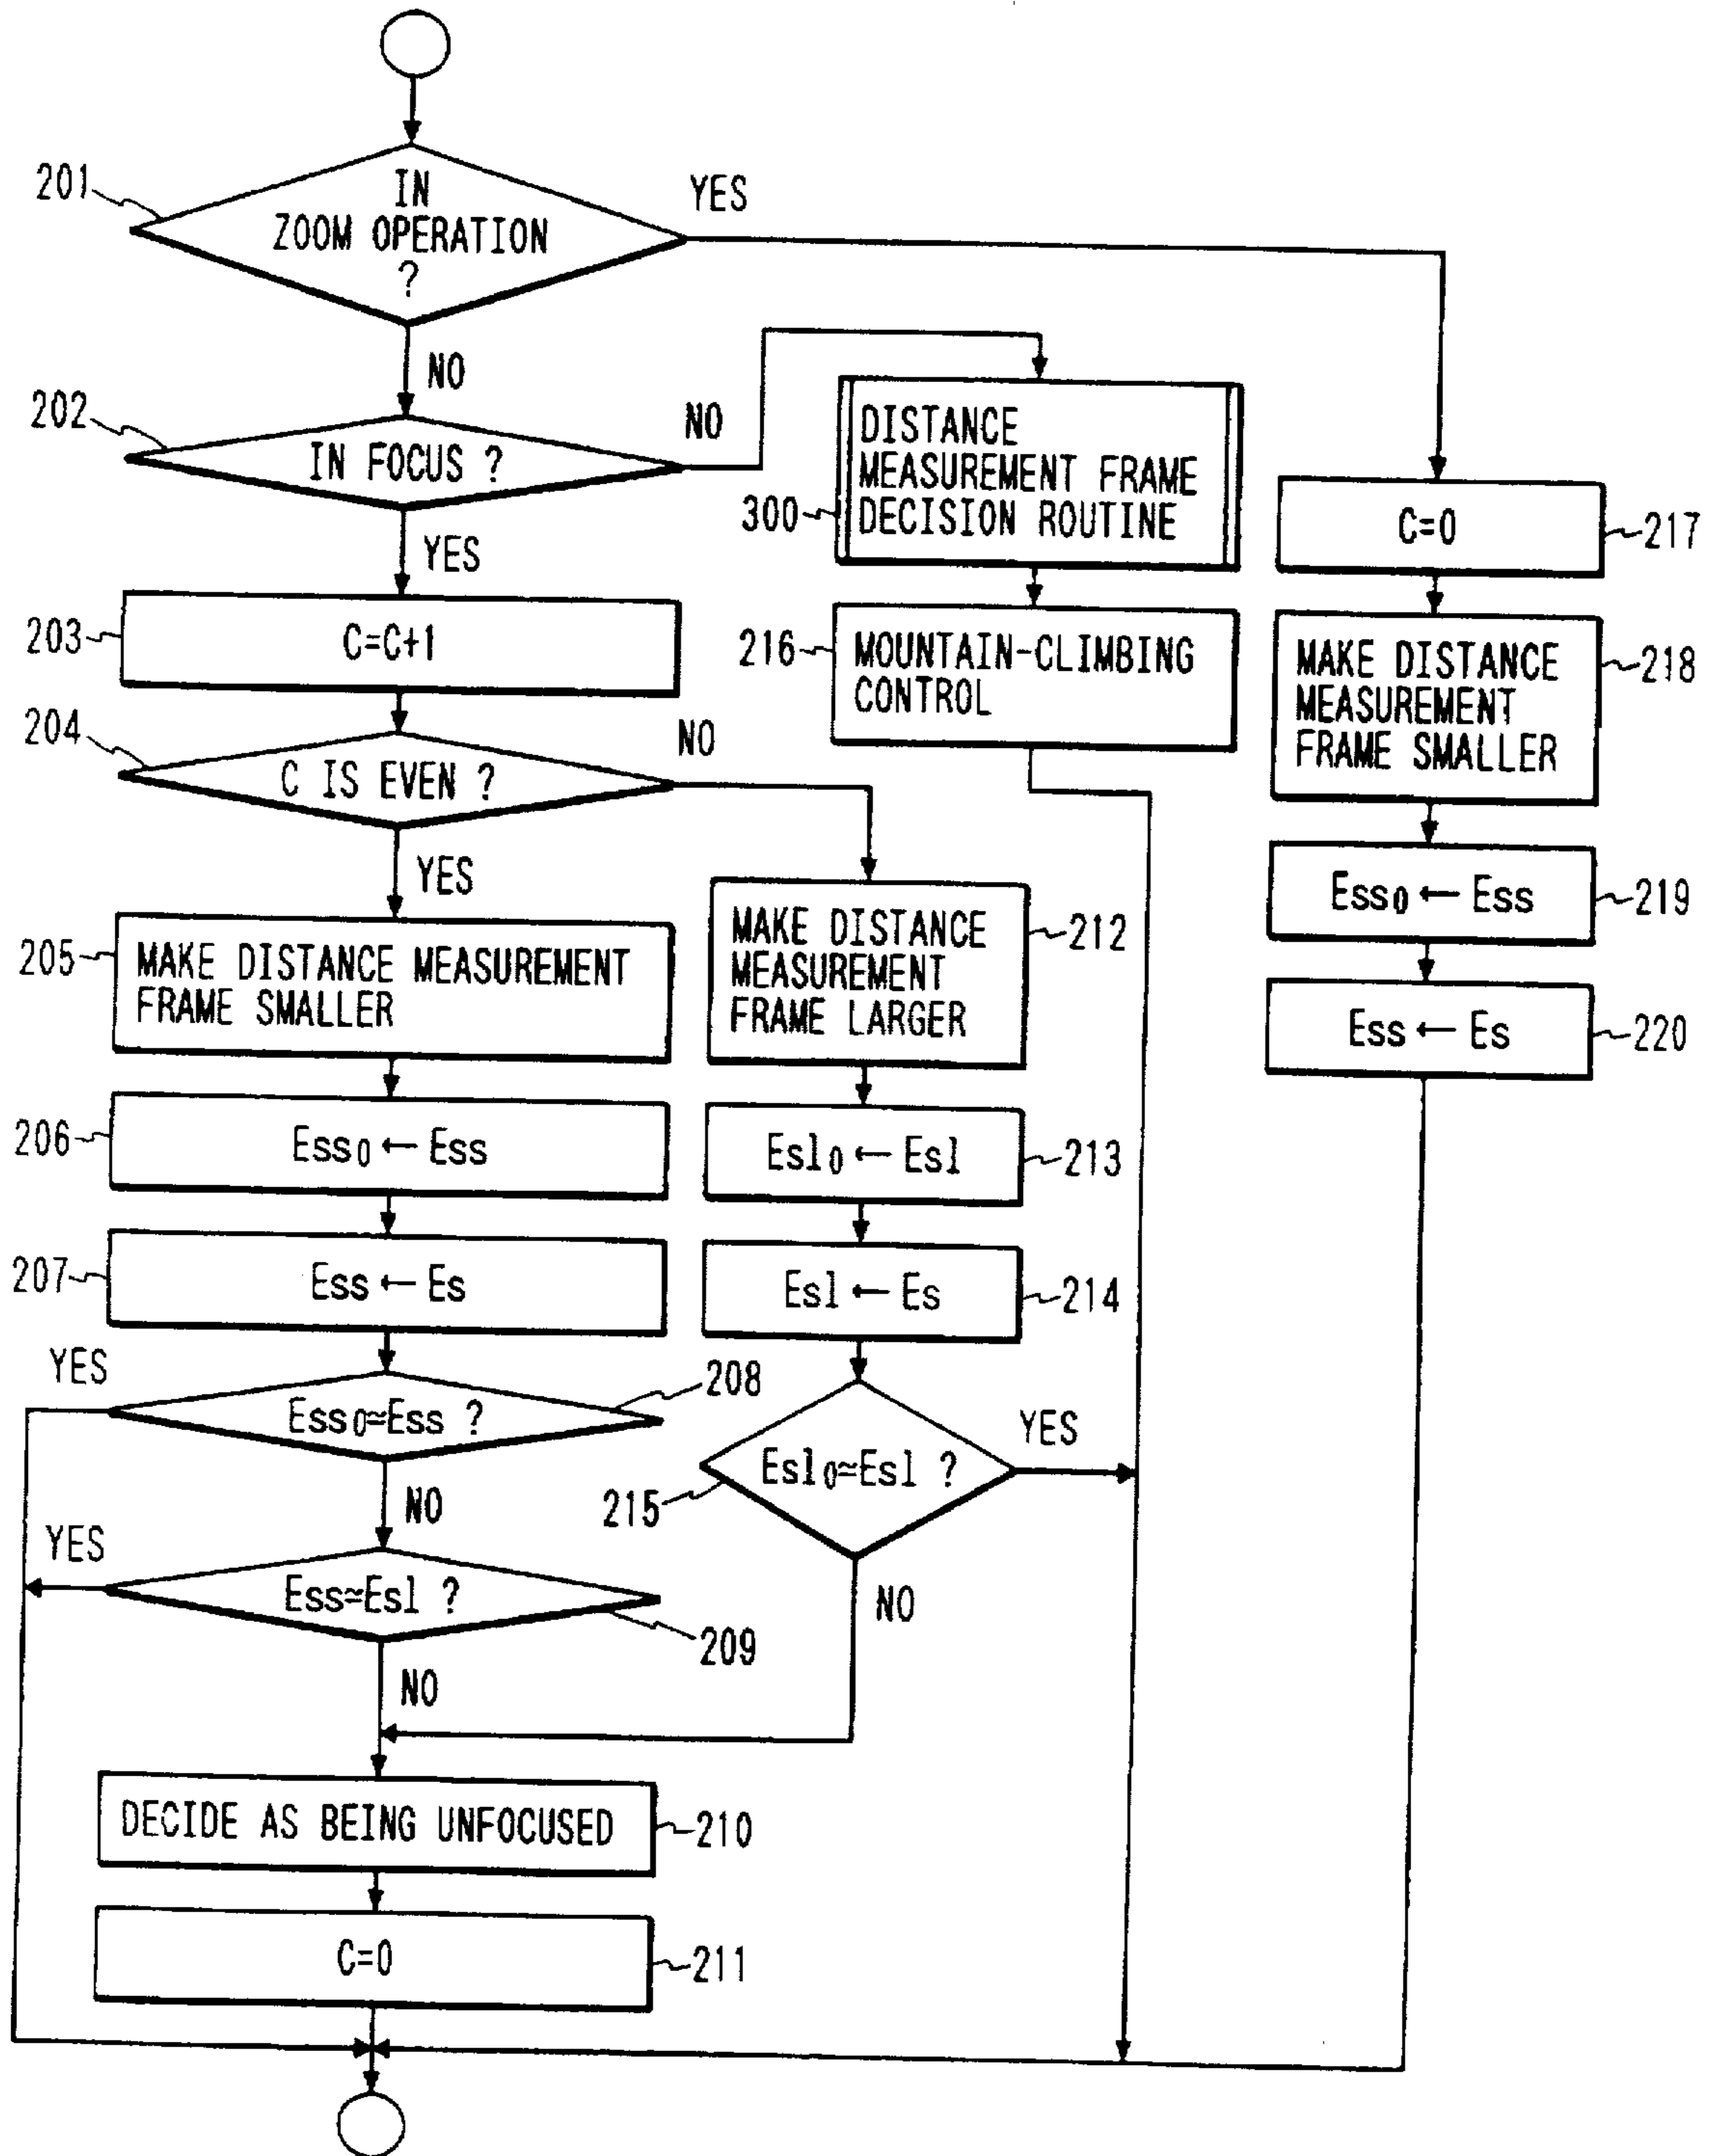 201
IN
ZOOM OPERATION
?
YES
NO
202
IN FOCUS ?
NO
YES
300
DISTANCE
MEASUREMENT FRAME
DECISION ROUTINE
C=0
217
203
C=C+1
216
MOUNTAIN-CLIMBING
CONTROL
MAKE DISTANCE
MEASUREMENT
FRAME SMALLER
218
204
C IS EVEN ?
NO
YES
Ess₀ ← Ess
219
205
MAKE DISTANCE MEASUREMENT
FRAME SMALLER
MAKE DISTANCE
MEASUREMENT
FRAME LARGER
212
Ess ← Es
220
206
Ess₀ ← Ess
Esl₀ ← Esl
213
207
Ess ← Es
Esl ← Es
214
YES
208
Ess₀≃Ess ?
NO
215
Esl₀≃Esl ?
YES
NO
YES
Ess≃Esl ?
209
NO
DECIDE AS BEING UNFOCUSED
210
C=0
211